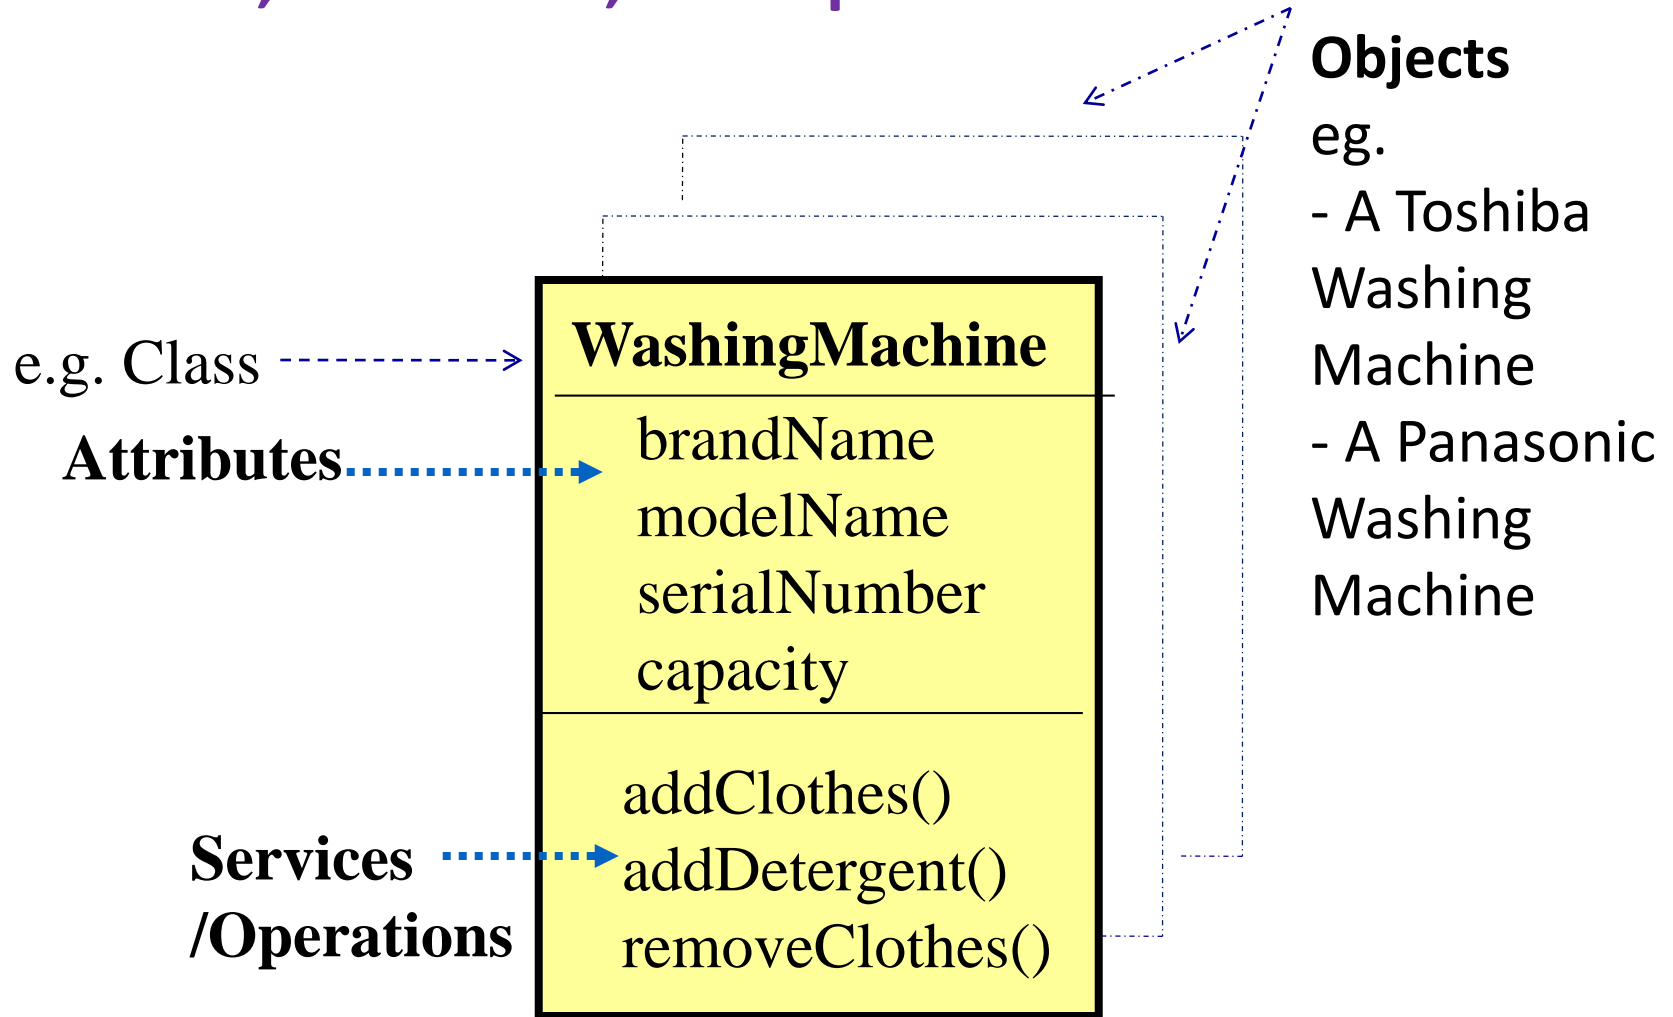 Objects
eg.
- A Toshiba
Washing
Machine
- A Panasonic
Washing
Machine
e.g. Class
WashingMachine
Attributes
brandName
modelName
serialNumber
capacity
Services
/Operations
addClothes()
addDetergent()
removeClothes()